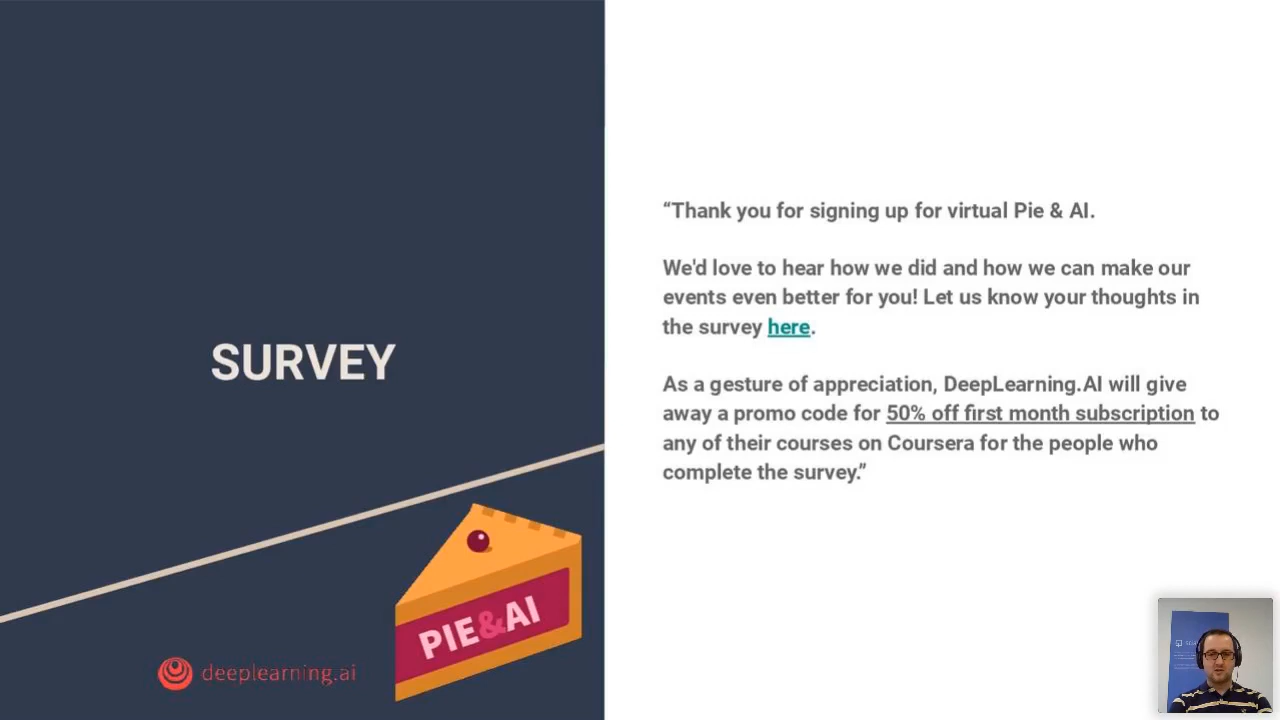 SURVEY
PIE&AI
deeplearning.ai
“Thank you for signing up for virtual Pie & AI.
We'd love to hear how we did and how we can make our
events even better for you! Let us know your thoughts in
the survey here.
As a gesture of appreciation, DeepLearning.AI will give
away a promo code for 50% off first month subscription to
any of their courses on Coursera for the people who
complete the survey.”